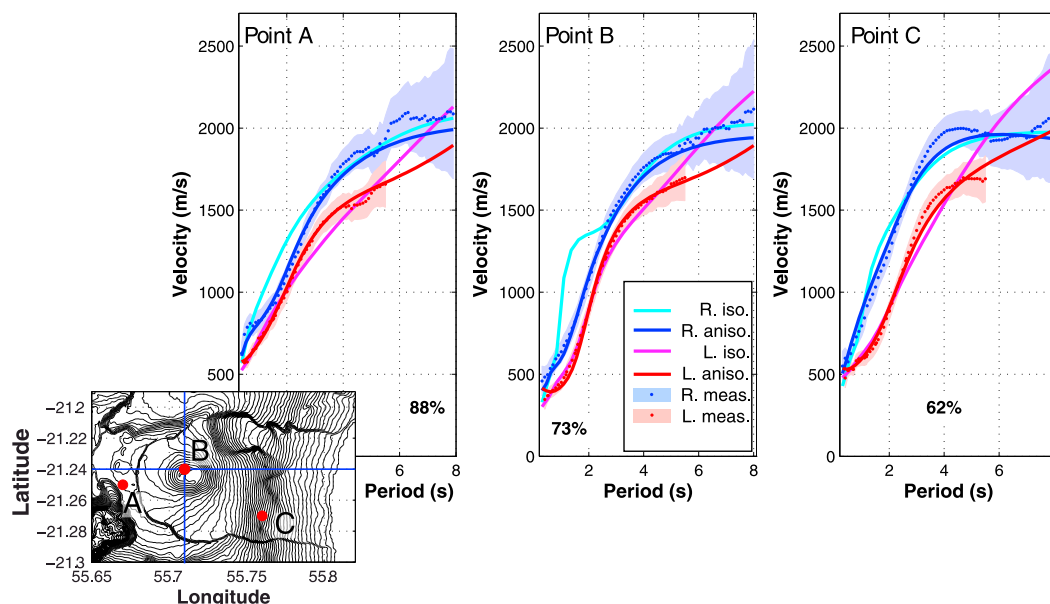 Point A
Point B
Point C
2500
2000
1500
1000
500
Velocity (m/s)
88%
6
8
Period (s)
2500
2000
1500
1000
500
0
Velocity (m/s)
73%
R. iso.
R. aniso.
L. iso.
L. aniso.
R. meas.
L. meas.
2
4
6
8
Period (s)
2500
2000
1500
1000
500
0
Velocity (m/s)
62%
2
4
6
Period (s)
-21.2
-21.22
-21.24
-21.26
-21.28
-21.3
Latitude
A
B
C
55.65
55.7
55.75
55.8
Longitude